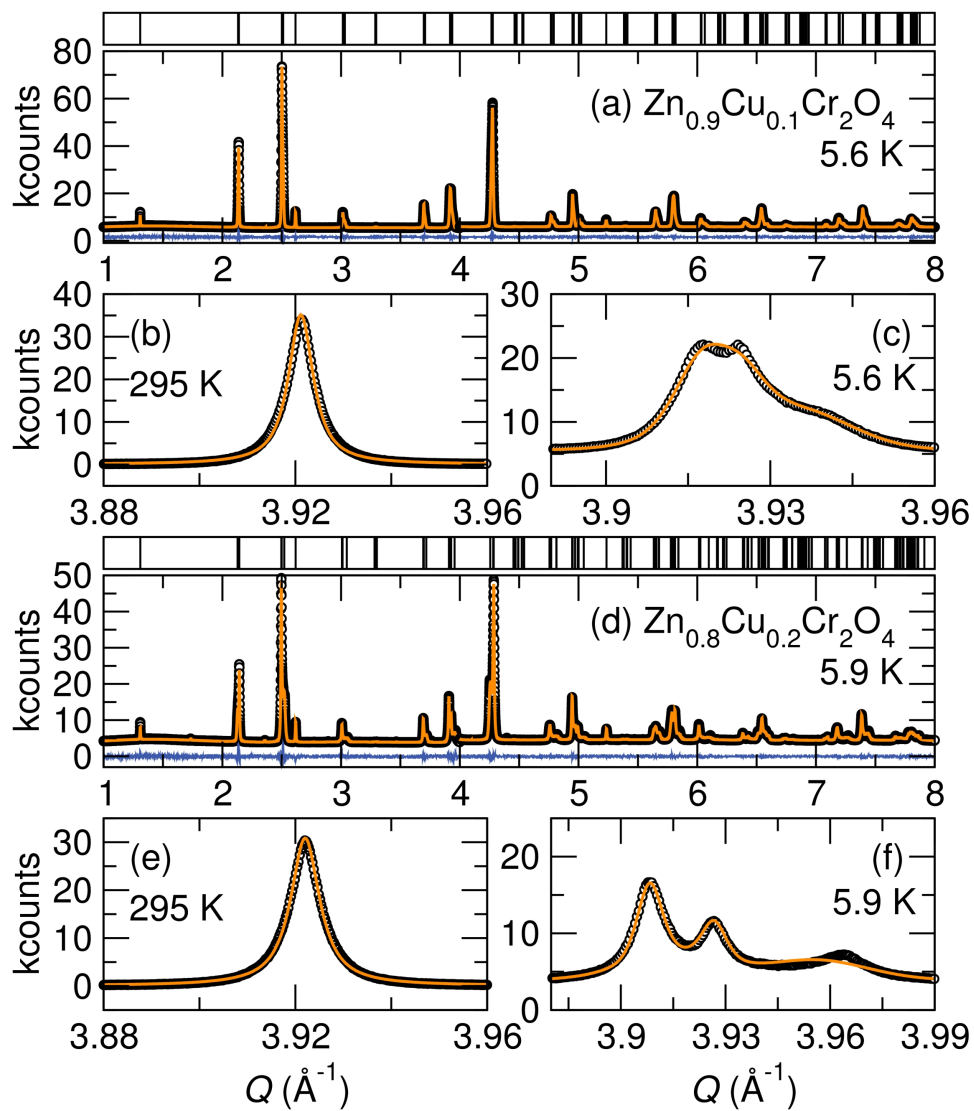 80
60
40
20
0
kcounts
(a) Zn0.9Cu0.1Cr2O4
5.6 K
1 2 3 4 5 6 7 8
40
30
20
10
0
kcounts
(b)
295 K
3.88 3.92 3.96
30
20
10
0
(c)
5.6 K
3.9 3.93 3.96
50
40
30
20
10
0
kcounts
(d) Zn0.8Cu0.2Cr2O4
5.9 K
1 2 3 4 5 6 7 8
30
20
10
0
kcounts
(e)
295 K
3.88 3.92 3.96
Q (Å-1)
20
10
0
(f)
5.9 K
3.9 3.93 3.96 3.99
Q (Å-1)